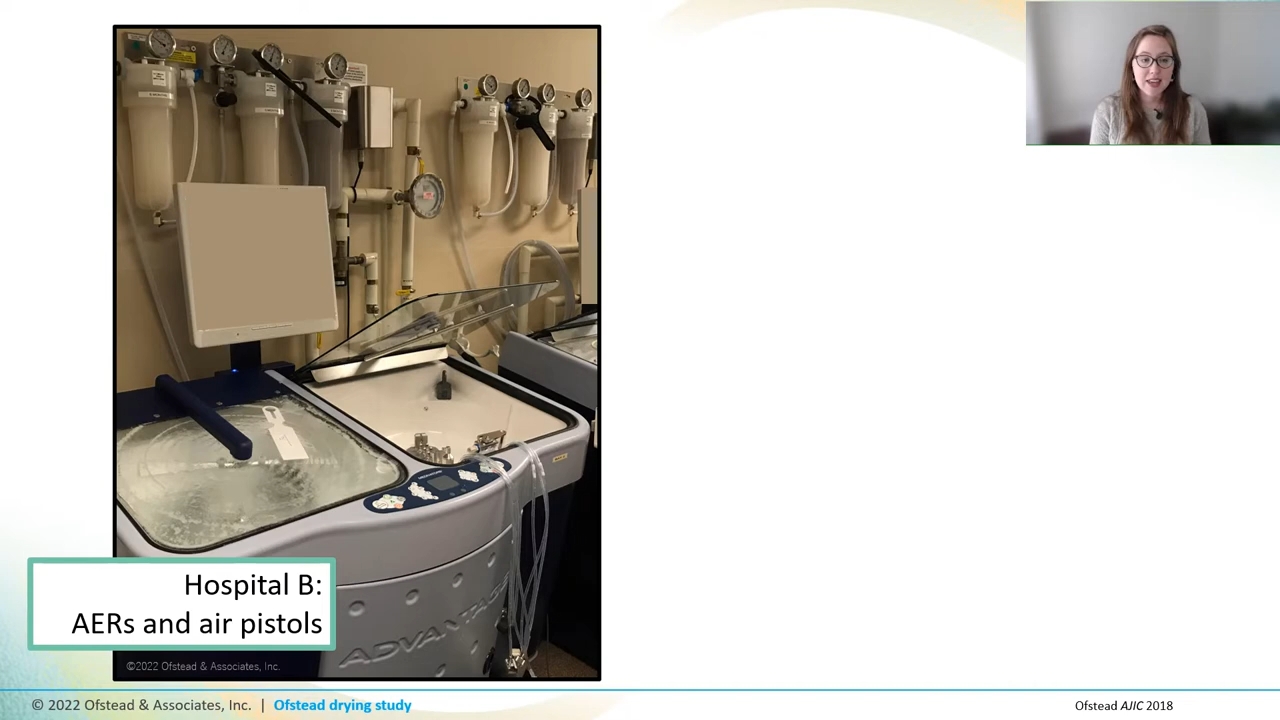 Hospital B:
AERs and air pistols
©2022 Ofstead & Associates, Inc.
ADVANTAGE
© 2022 Ofstead & Associates, Inc. | Ofstead drying study
Ofstead AJIC 2018